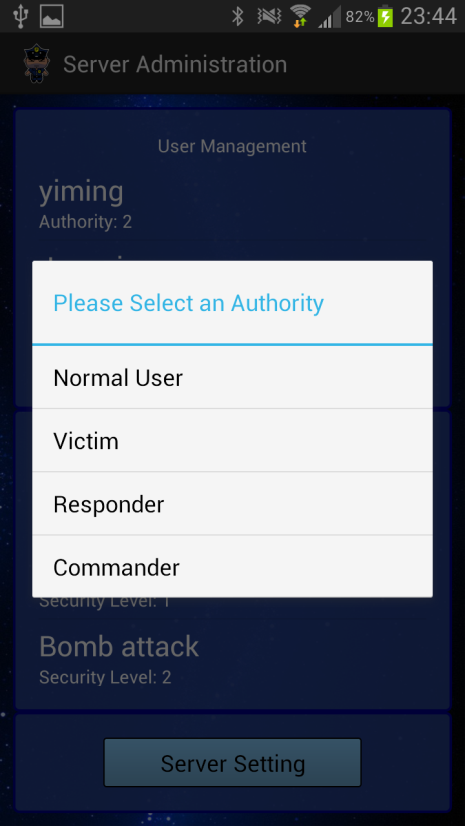 82% 23:44
Server Administration
User Management
yiming
Authority: 2
Please Select an Authority
Normal User
Victim
Responder
Commander
Security Level: 1
Bomb attack
Security Level: 2
Server Setting